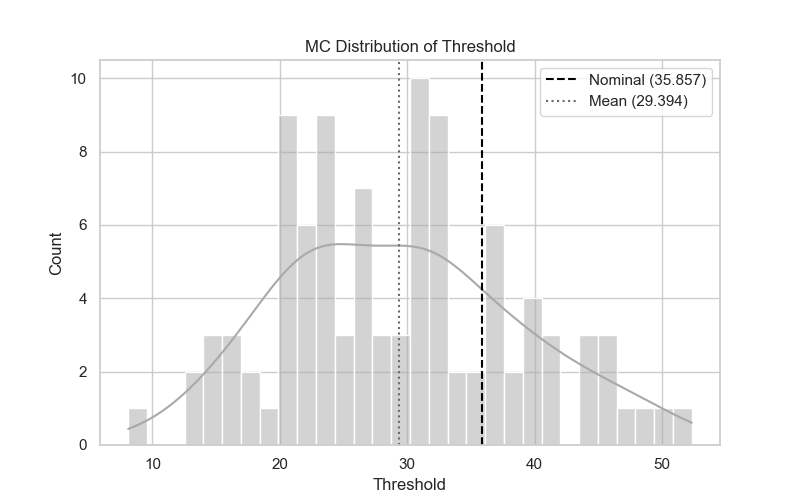 MC Distribution of Threshold
Nominal (35.857)
Mean (29.394)
Count
10
8
6
4
2
0
10 20 30 40 50
Threshold